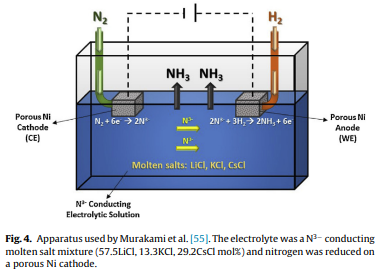 N₂
H₂
NH₃ NH₃
Porous Ni
Cathode
(CE)
N₂ + 6e⁻ → 2N³⁻
2N³⁻ + 3H₂ → 2NH₃ + 6e⁻
Porous Ni
Anode
(WE)
N³⁻
N³⁻
Molten salts: LiCl, KCl, CsCl
N³⁻ Conducting
Electrolytic Solution
Fig. 4. Apparatus used by Murakami et al. [55]. The electrolyte was a N³⁻ conducting
molten salt mixture (57.5LiCl, 13.3KCl, 29.2CsCl mol%) and nitrogen was reduced on
a porous Ni cathode.